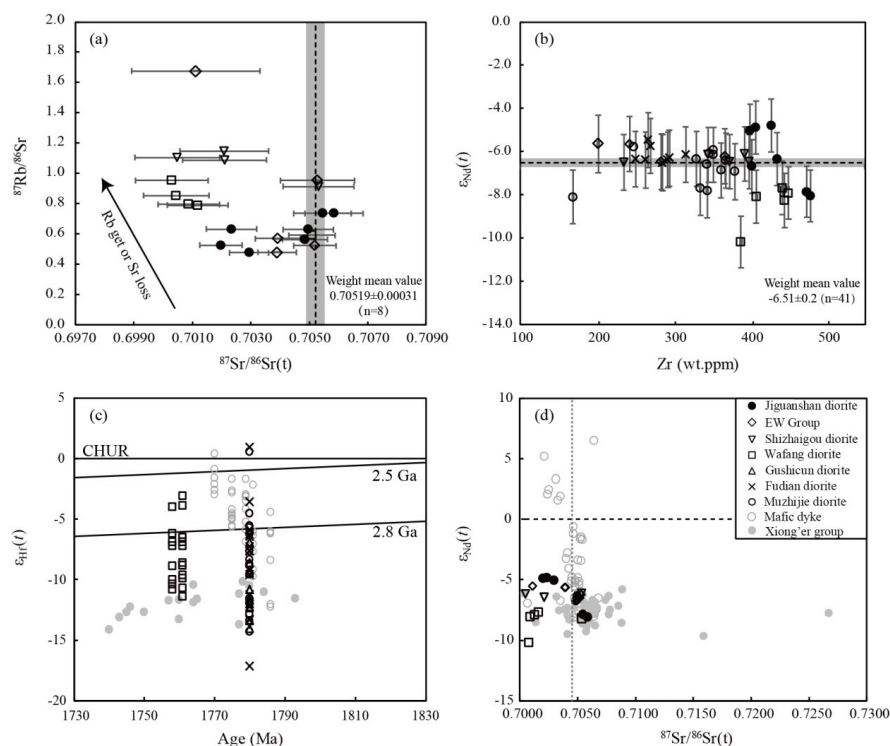 (a)
2.0
1.8
1.6
1.4
1.2
1.0
0.8
0.6
0.4
0.2
0.0
⁸⁷Rb/⁸⁶Sr
Rb get or Sr loss
Weight mean value
0.70519±0.00031
(n=8)
0.6970 0.6990 0.7010 0.7030 0.7050 0.7070 0.7090
⁸⁷Sr/⁸⁶Sr(t)
(b)
-2.0
-4.0
-6.0
-8.0
-10.0
-12.0
-14.0
εNd(t)
Weight mean value
-6.51±0.2 (n=41)
100 200 300 400 500
Zr (wt.ppm)
(c)
5
0
-5
-10
-15
-20
εHf(t)
CHUR
2.5 Ga
2.8 Ga
1730 1750 1770 1790 1810 1830
Age (Ma)
(d)
10
5
0
-5
-10
-15
εNd(t)
Jiguanshan diorite
EW Group
Shizhaigou diorite
Wafang diorite
Gushicun diorite
Fudian diorite
Muzhijie diorite
Mafic dyke
Xiong'er group
0.7000 0.7050 0.7100 0.7150 0.7200 0.7250 0.7300
⁸⁷Sr/⁸⁶Sr(t)